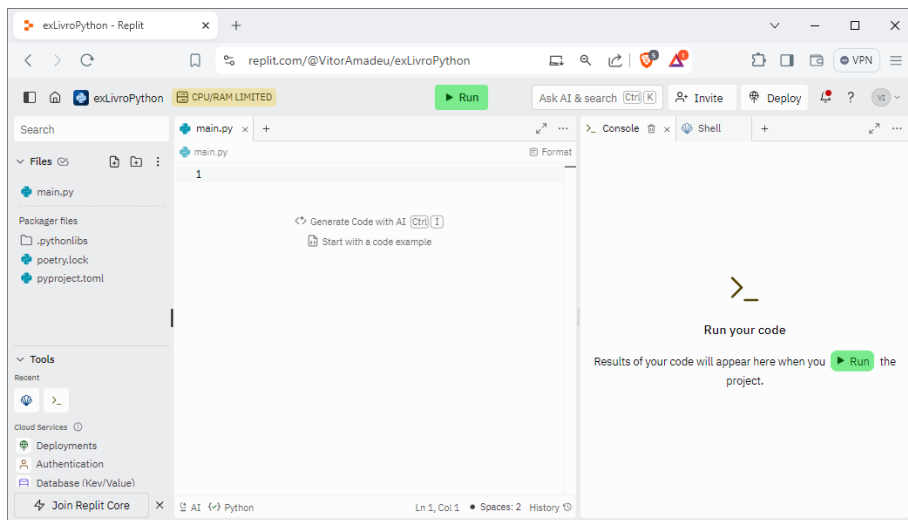 exLivroPython - Replit
replit.com/@VitorAmadeu/exLivroPython
VPN
exLivroPython
CPU/RAM LIMITED
Run
Ask AI & search Ctrl K
Invite
Deploy
?
VI
Search
Files
main.py
Packager files
.pythonlibs
poetry.lock
pyproject.toml
Tools
Recent
Cloud Services
Deployments
Authentication
Database (Key/Value)
Join Replit Core
main.py
main.py
Format
1
Generate Code with AI Ctrl I
Start with a code example
AI
Python
Ln 1, Col 1
Spaces: 2
History
Console
Shell
Run your code
Results of your code will appear here when you Run the
project.